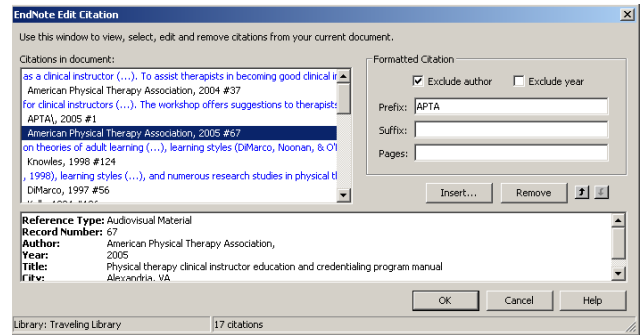 EndNote Edit Citation
Use this window to view, select, edit and remove citations from your current document.
Citations in document:
as a clinical instructor (...). To assist therapists in becoming good clinical ir
American Physical Therapy Association, 2004 #37
for clinical instructors (...). The workshop offers suggestions to therapists
APTA\, 2005 #1
American Physical Therapy Association, 2005 #67
on theories of adult learning (...), learning styles (DiMarco, Noonan, & O'l
Knowles, 1998 #124
, 1998), learning styles (...), and numerous research studies in physical tl
DiMarco, 1997 #56
Formatted Citation
Exclude author
Exclude year
Prefix: APTA
Suffix:
Pages:
Insert...
Remove
Reference Type: Audiovisual Material
Record Number: 67
Author: American Physical Therapy Association,
Year: 2005
Title: Physical therapy clinical instructor education and credentialing program manual
City: Alexandria, VA
OK
Cancel
Help
Library: Traveling Library
17 citations